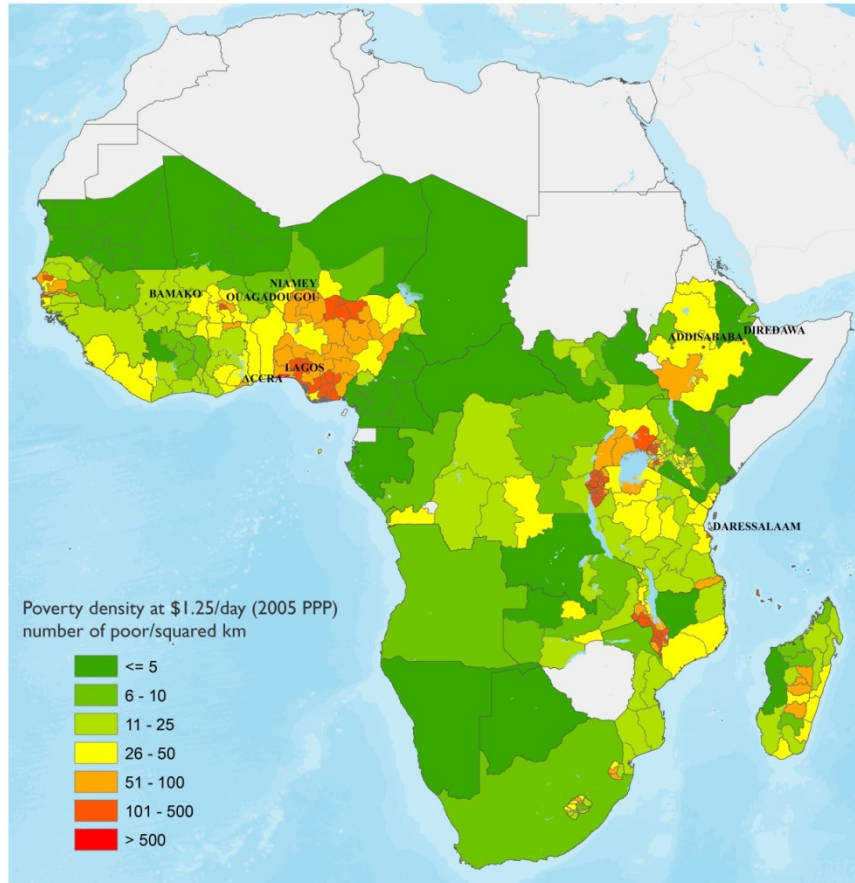 NIAMEY
BAMAKO
OUAGADOUGOU
DIREDAWA
ADDISABABA
LAGOS
ACCRA
DARESSALAAM
Poverty density at $1.25/day (2005 PPP)
number of poor/squared km
<= 5
6 - 10
11 - 25
26 - 50
51 - 100
101 - 500
> 500